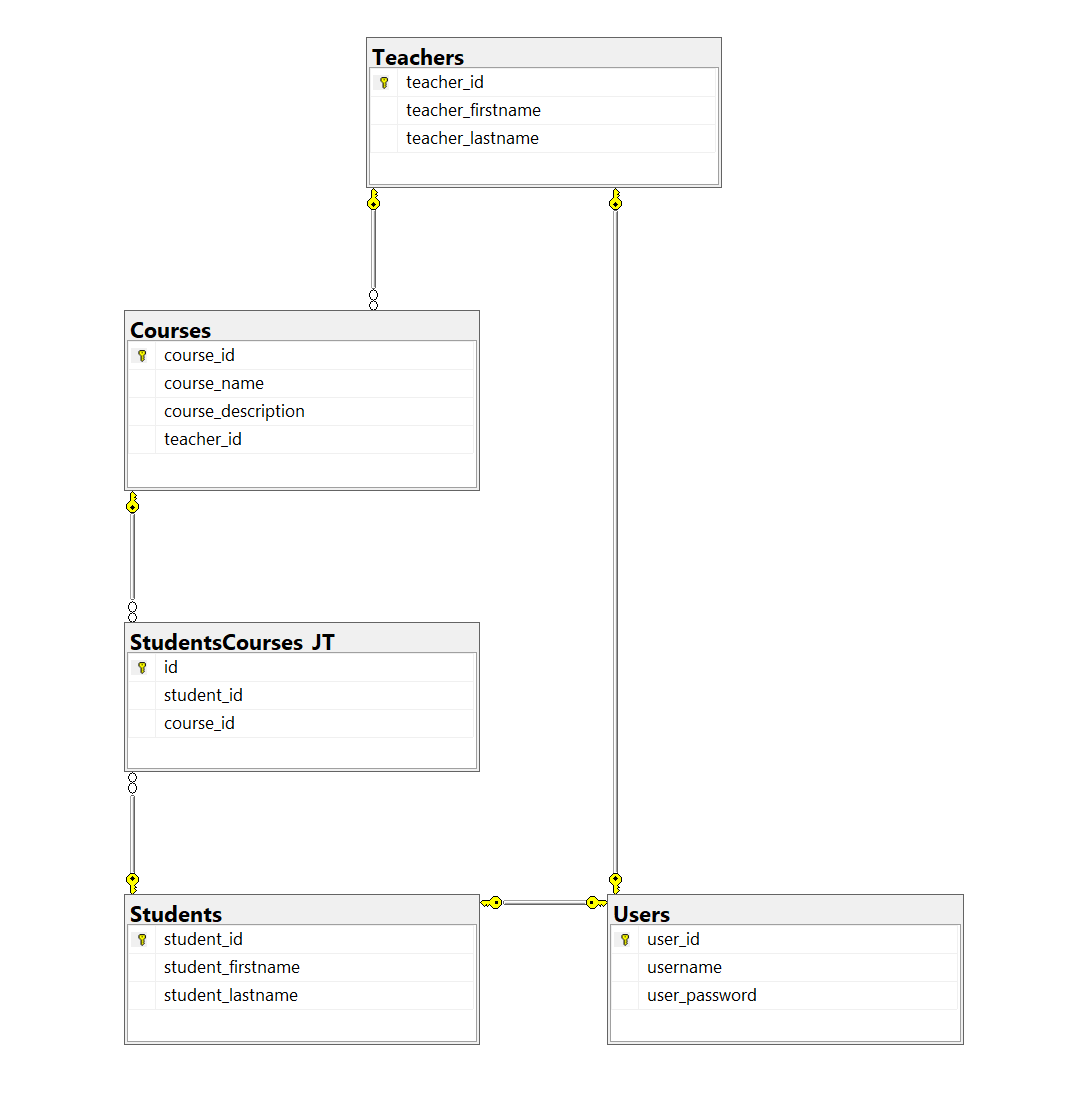 Teachers
teacher_id
teacher_firstname
teacher_lastname
Courses
course_id
course_name
course_description
teacher_id
StudentsCourses_JT
id
student_id
course_id
Students
student_id
student_firstname
student_lastname
Users
user_id
username
user_password